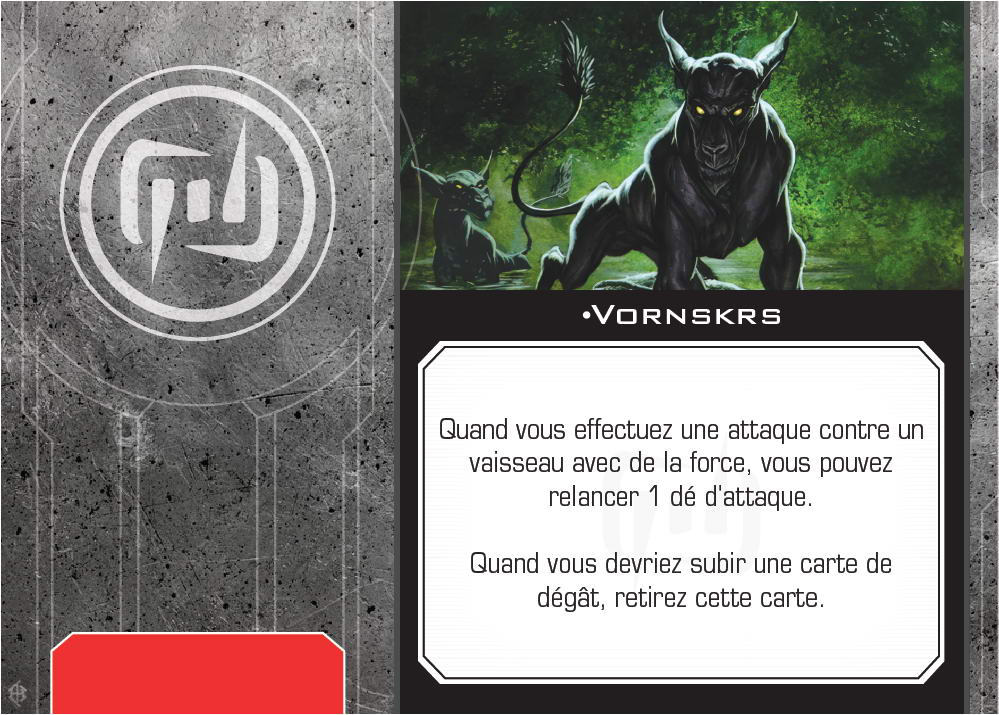 •Vornskrs
Quand vous effectuez une attaque contre un
vaisseau avec de la force, vous pouvez
relancer 1 dé d'attaque.
Quand vous devriez subir une carte de
dégât, retirez cette carte.